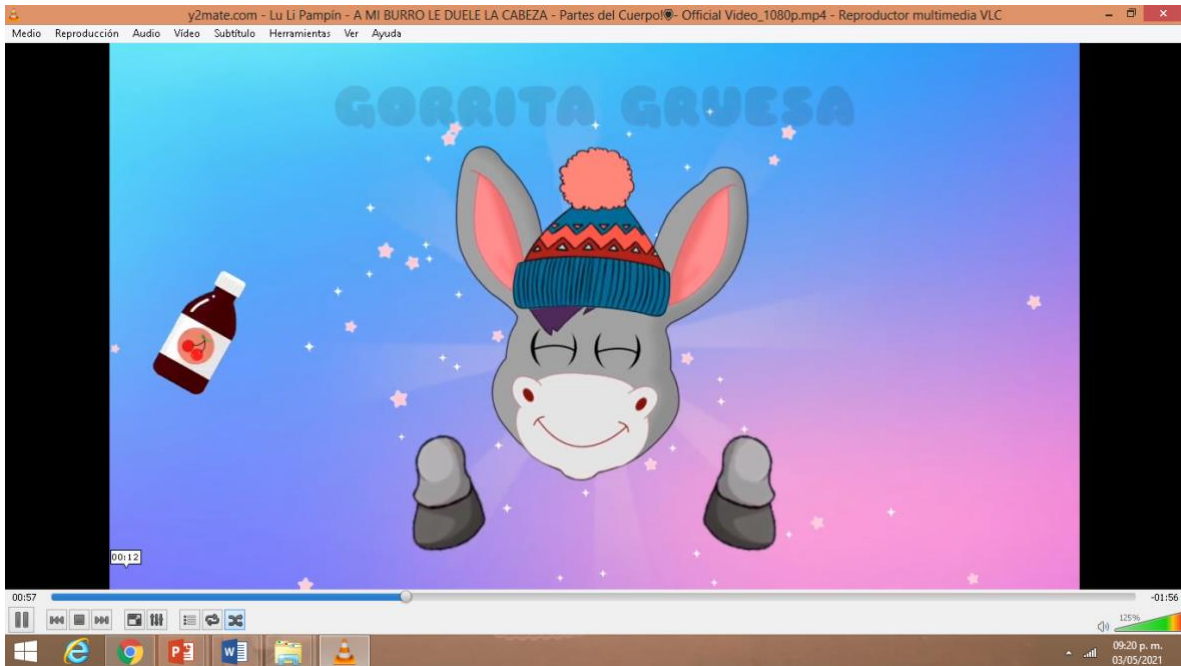 y2mate.com - Lu Li Pampín - A MI BURRO LE DUELE LA CABEZA - Partes del Cuerpo!®- Official Video_1080p.mp4 - Reproductor multimedia VLC
Medio Reproducción Audio Vídeo Subtítulo Herramientas Ver Ayuda
GORRITA GRUESA
00:12
00:57 -01:56
125%
09:20 p. m.
03/05/2021